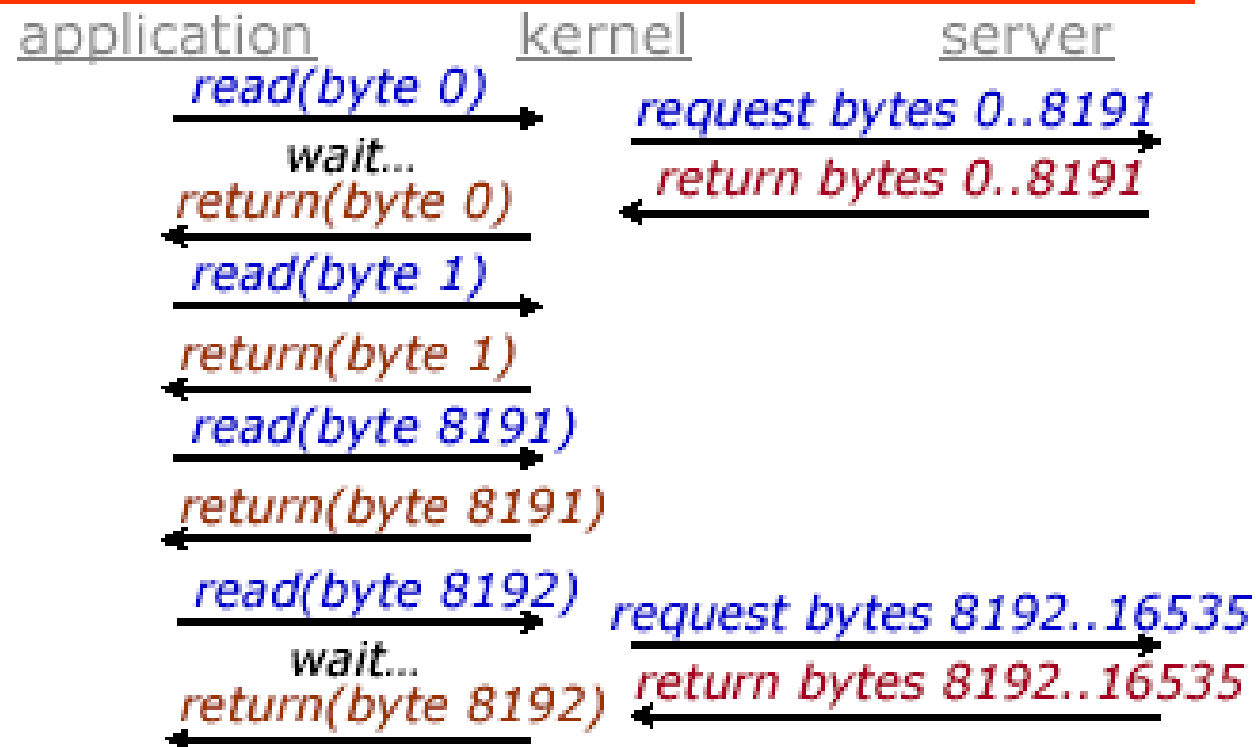 application kernel server
read(byte 0)
request bytes 0..8191
wait...
return bytes 0..8191
return(byte 0)
read(byte 1)
return(byte 1)
read(byte 8191)
return(byte 8191)
read(byte 8192)
request bytes 8192..16535
wait...
return bytes 8192..16535
return(byte 8192)